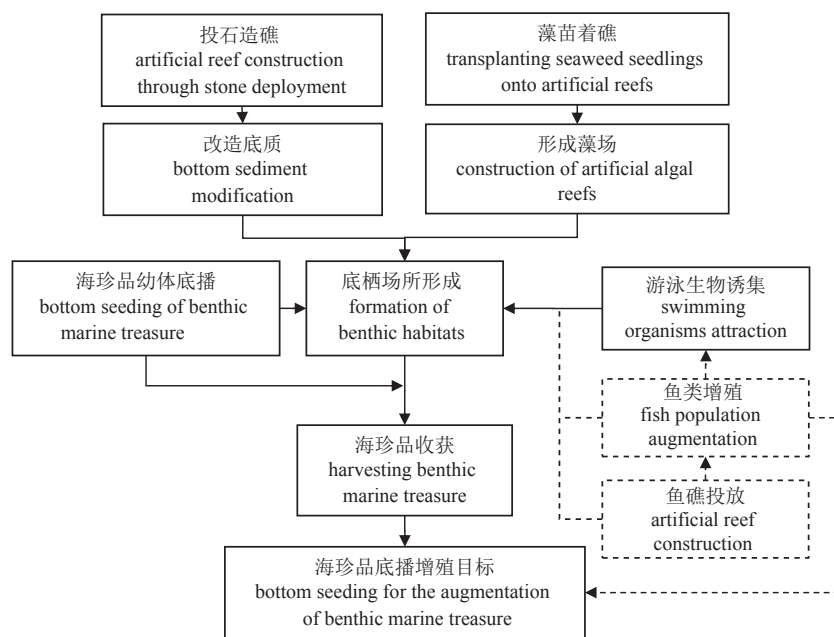 投石造礁
artificial reef construction
through stone deployment
藻苗着礁
transplanting seaweed seedlings
onto artificial reefs
改造底质
bottom sediment
modification
形成藻场
construction of artificial algal
reefs
海珍品幼体底播
bottom seeding of benthic
marine treasure
底栖场所形成
formation of
benthic habitats
游泳生物诱集
swimming
organisms attraction
鱼类增殖
fish population
augmentation
海珍品收获
harvesting benthic
marine treasure
鱼礁投放
artificial reef
construction
海珍品底播增殖目标
bottom seeding for the augmentation
of benthic marine treasure